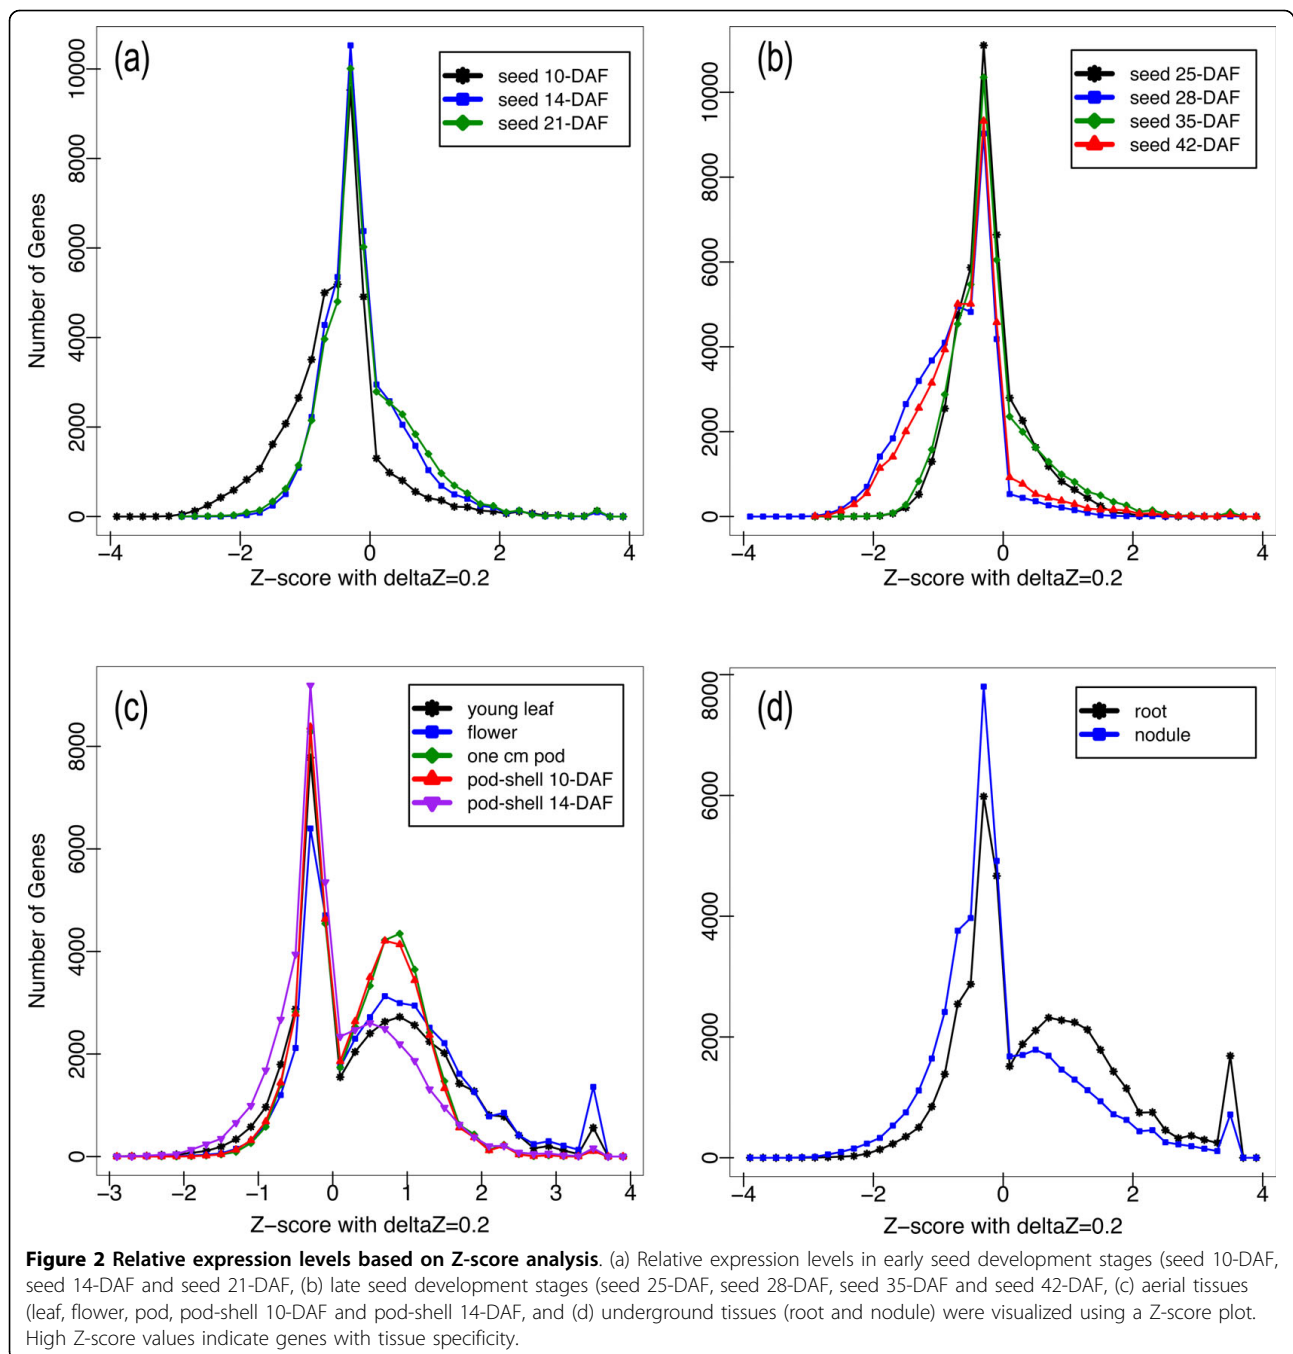 (a)
seed 10-DAF
seed 14-DAF
seed 21-DAF
Number of Genes
0
2000
4000
6000
8000
10000
−4
−2
0
2
4
Z−score with deltaZ=0.2
(b)
seed 25-DAF
seed 28-DAF
seed 35-DAF
seed 42-DAF
0
2000
4000
6000
8000
10000
−4
−2
0
2
4
Z−score with deltaZ=0.2
(c)
young leaf
flower
one cm pod
pod-shell 10-DAF
pod-shell 14-DAF
Number of Genes
0
2000
4000
6000
8000
−3
−2
−1
0
1
2
3
4
Z−score with deltaZ=0.2
(d)
root
nodule
0
2000
4000
6000
8000
−4
−2
0
2
4
Z−score with deltaZ=0.2
Figure 2 Relative expression levels based on Z-score analysis. (a) Relative expression levels in early seed development stages (seed 10-DAF,
seed 14-DAF and seed 21-DAF, (b) late seed development stages (seed 25-DAF, seed 28-DAF, seed 35-DAF and seed 42-DAF, (c) aerial tissues
(leaf, flower, pod, pod-shell 10-DAF and pod-shell 14-DAF, and (d) underground tissues (root and nodule) were visualized using a Z-score plot.
High Z-score values indicate genes with tissue specificity.